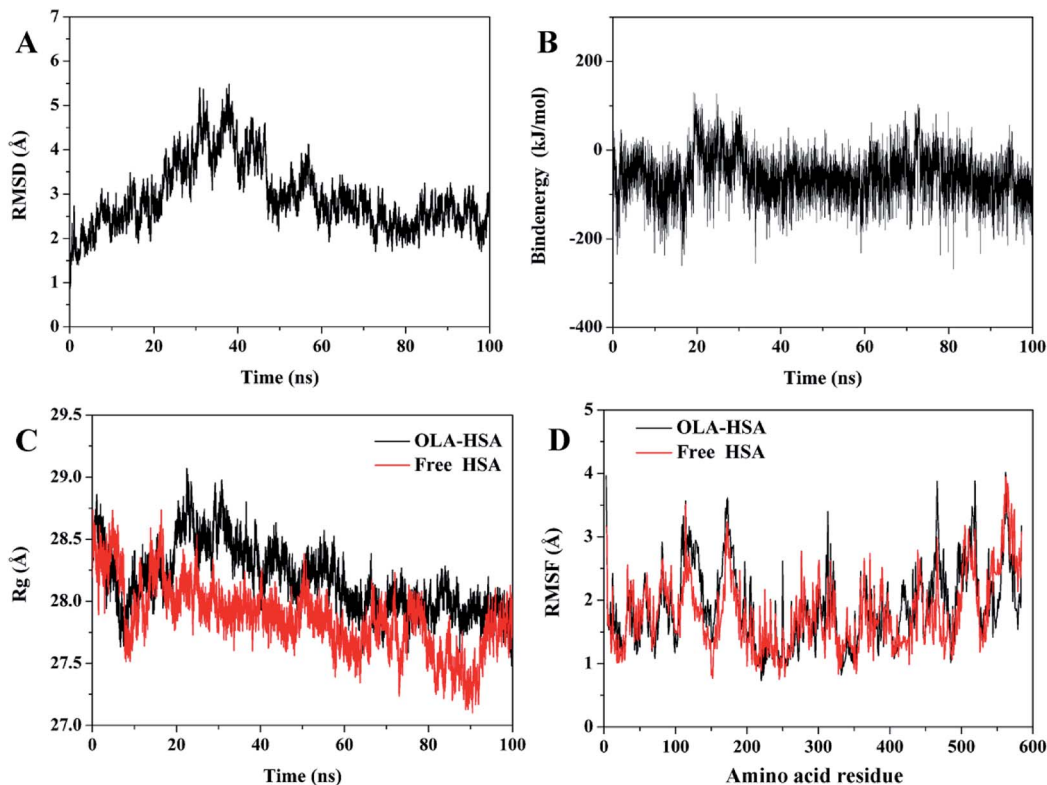 A
RMSD (Å)
7
6
5
4
3
2
1
0
0 20 40 60 80 100
Time (ns)
B
Bindenergy (kJ/mol)
200
0
-200
-400
0 20 40 60 80 100
Time (ns)
C
Rg (Å)
29.5
29.0
28.5
28.0
27.5
27.0
OLA-HSA
Free HSA
0 20 40 60 80 100
Time (ns)
D
RMSF (Å)
5
4
3
2
1
0
OLA-HSA
Free HSA
0 100 200 300 400 500 600
Amino acid residue